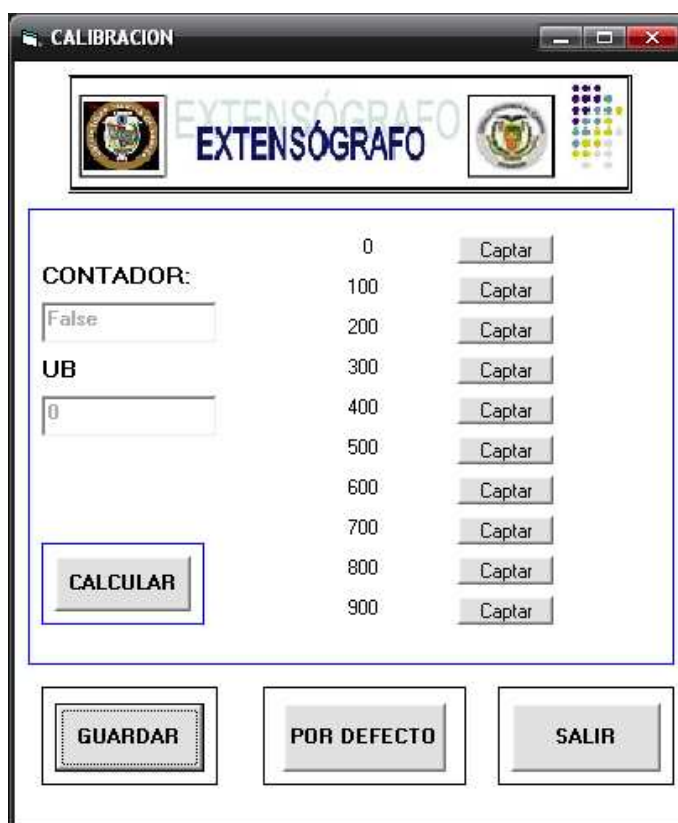 CALIBRACION
EXTENSÓGRAFO
EXTENSÓGRAFO
CONTADOR:
False
UB
0
0 Captar
100 Captar
200 Captar
300 Captar
400 Captar
500 Captar
600 Captar
700 Captar
800 Captar
900 Captar
CALCULAR
GUARDAR
POR DEFECTO
SALIR